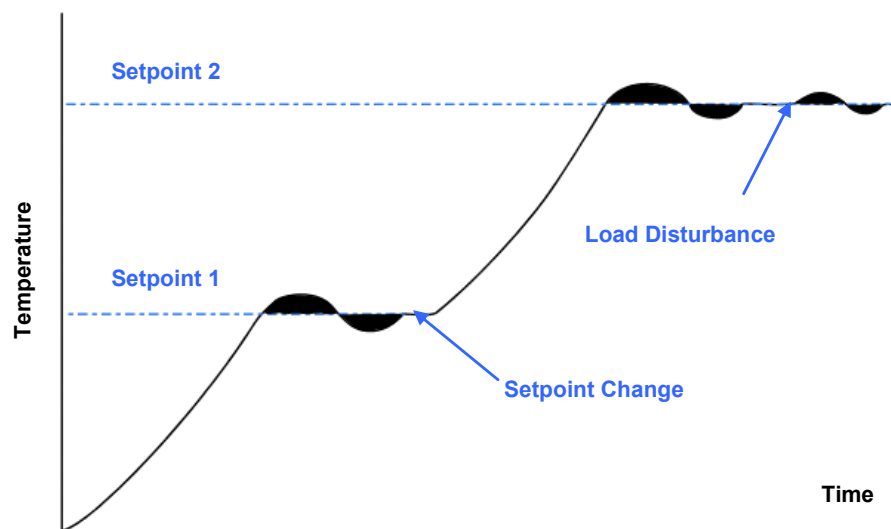 Setpoint 2
Load Disturbance
Setpoint 1
Temperature
Setpoint Change
Time